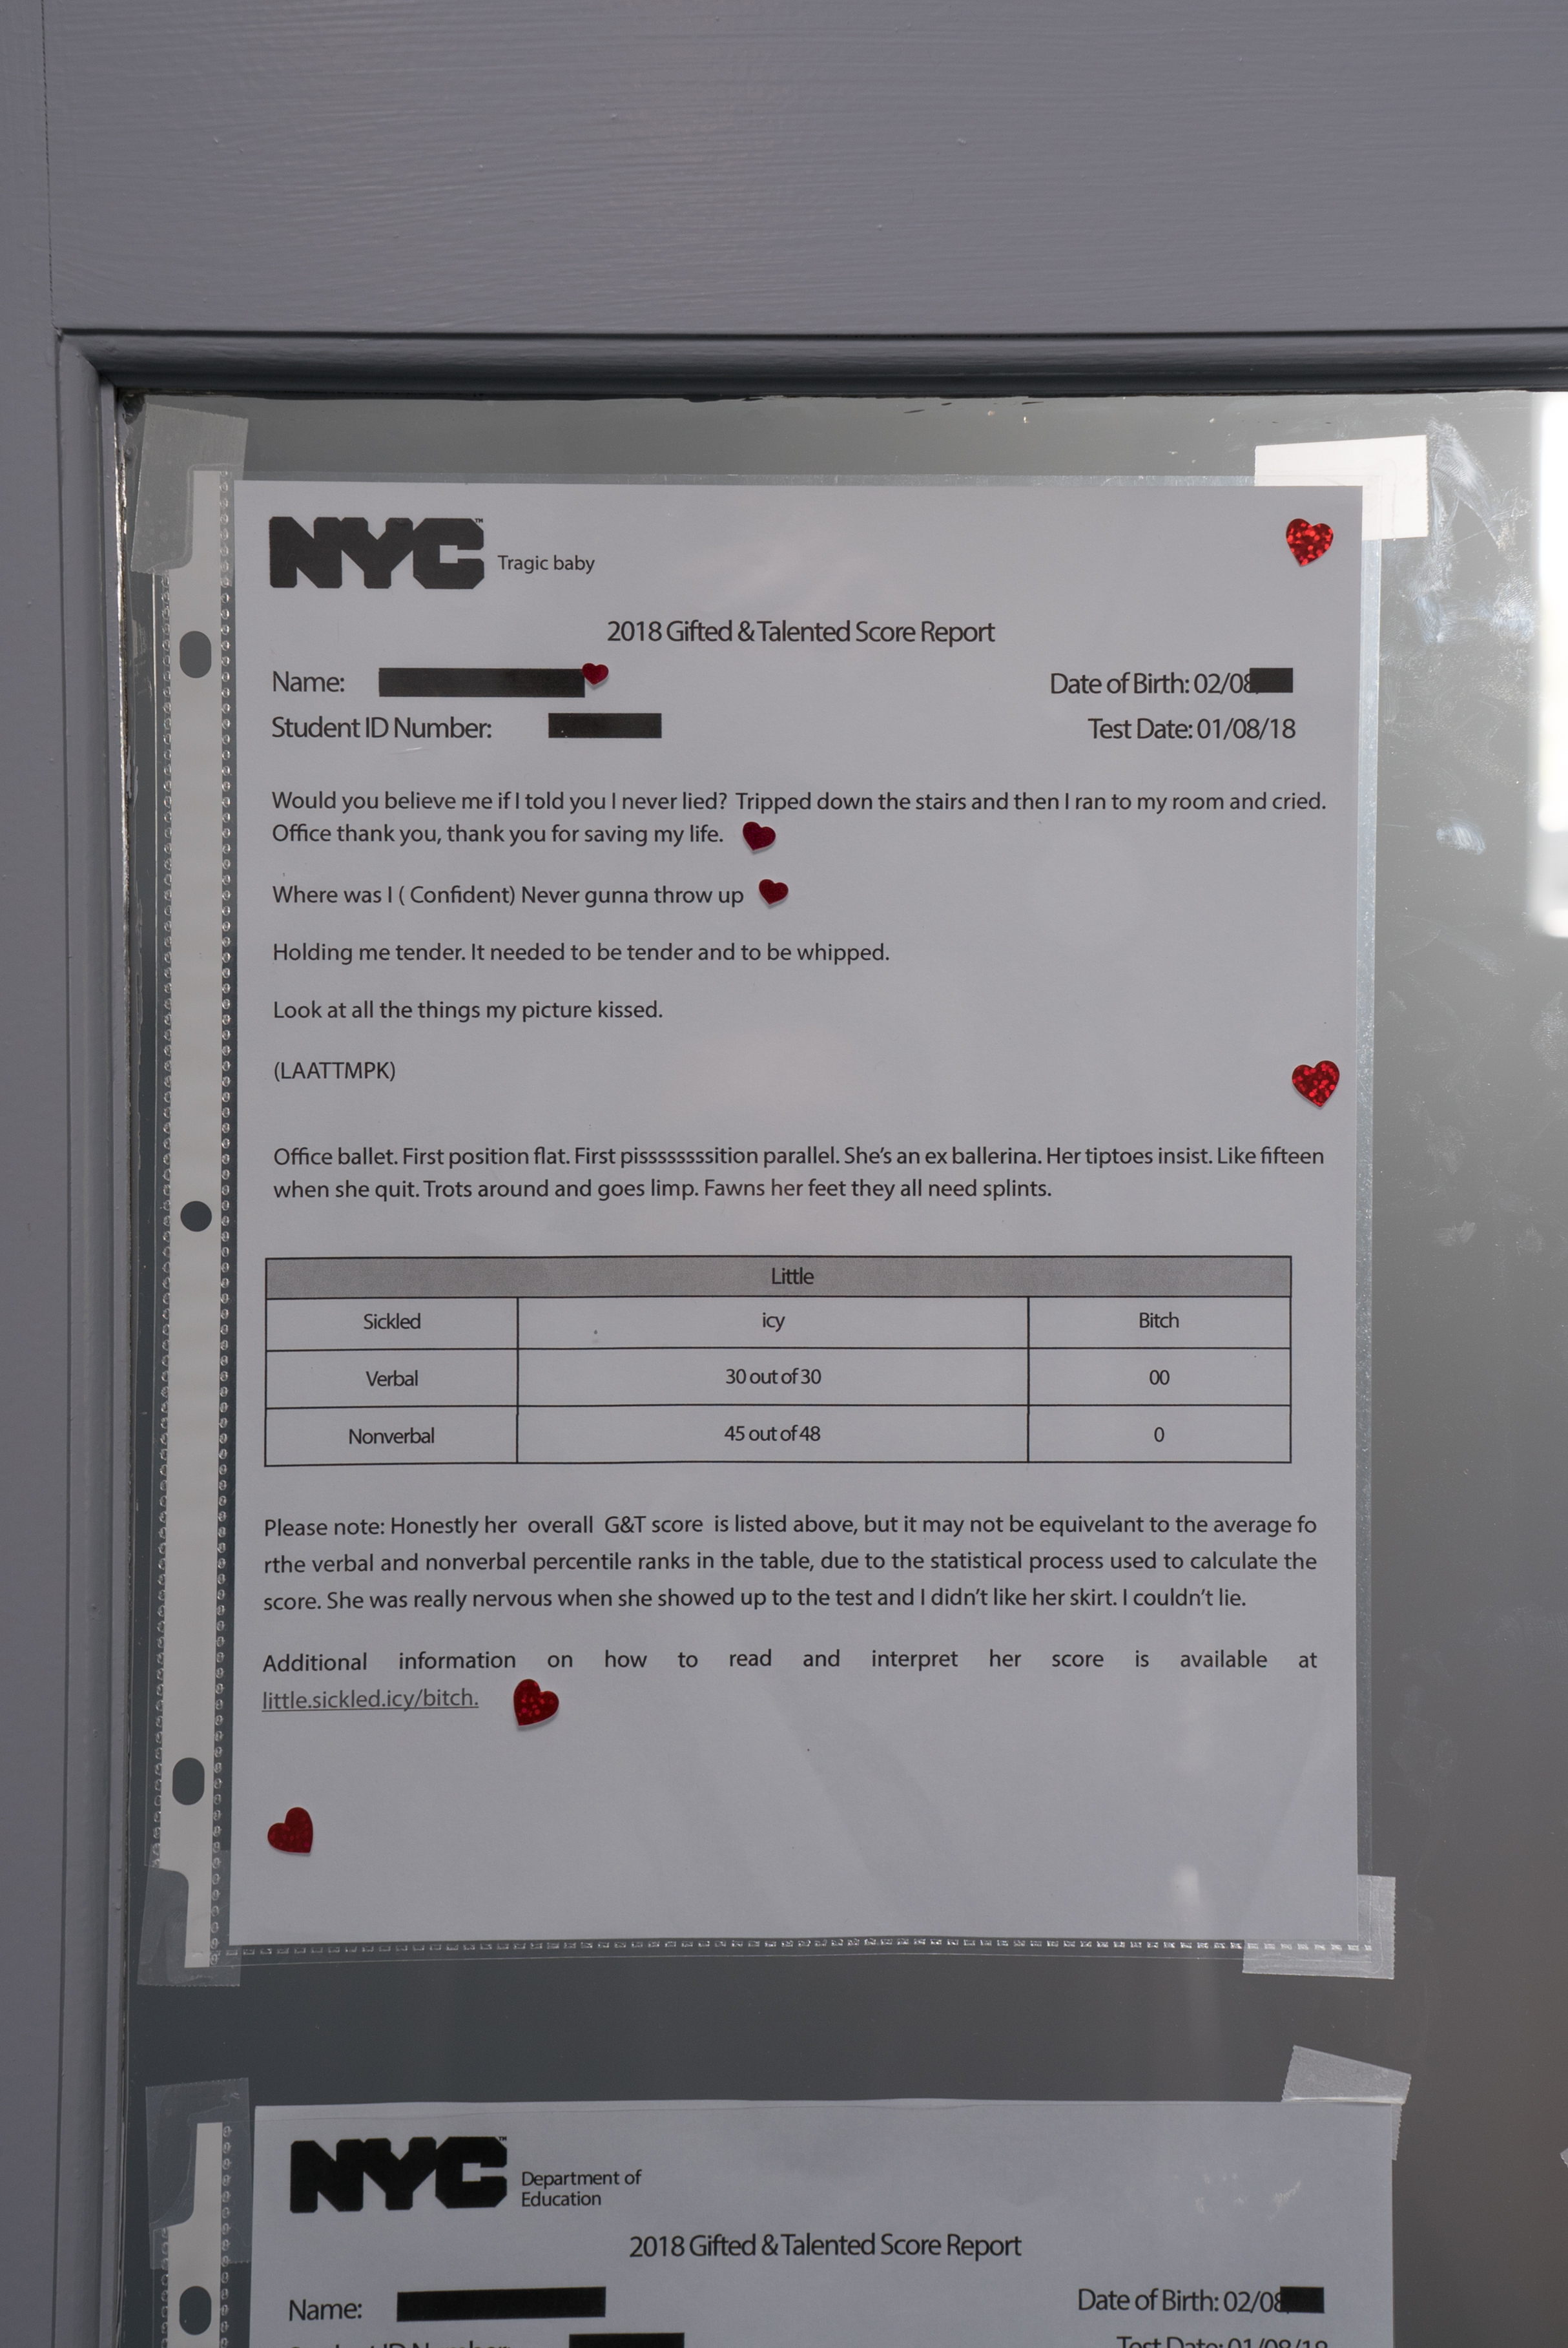 NYC™ Tragic baby
2018 Gifted & Talented Score Report
Name:
Date of Birth: 02/08
Student ID Number:
Test Date: 01/08/18
Would you believe me if I told you I never lied? Tripped down the stairs and then I ran to my room and cried.
Office thank you, thank you for saving my life.
Where was I ( Confident) Never gunna throw up
Holding me tender. It needed to be tender and to be whipped.
Look at all the things my picture kissed.
(LAATTMPK)
Office ballet. First position flat. First pisssssssssition parallel. She's an ex ballerina. Her tiptoes insist. Like fifteen
when she quit. Trots around and goes limp. Fawns her feet they all need splints.
Little
Sickled icy Bitch
Verbal 30 out of 30 00
Nonverbal 45 out of 48 0
Please note: Honestly her overall G&T score is listed above, but it may not be equivelant to the average fo
rthe verbal and nonverbal percentile ranks in the table, due to the statistical process used to calculate the
score. She was really nervous when she showed up to the test and I didn't like her skirt. I couldn't lie.
Additional information on how to read and interpret her score is available at
little.sickled.icy/bitch.
NYC™ Department of
Education
2018 Gifted & Talented Score Report
Name:
Date of Birth: 02/08
Student ID Number:
Test Date: 01/08/18